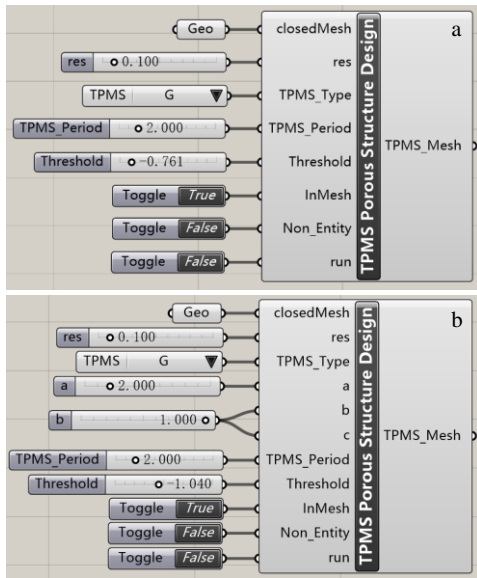 a
Geo closedMesh
res 0.100 res
TPMS G TPMS_Type
TPMS_Period 2.000 TPMS_Period
TPMS_Mesh
Threshold -0.761 Threshold
Toggle True InMesh
Toggle False Non_Entity
Toggle False run
TPMS Porous Structure Design
b
Geo closedMesh
res 0.100 res
TPMS G TPMS_Type
a 2.000 a
b 1.000 b
c
TPMS_Mesh
TPMS_Period 2.000 TPMS_Period
Threshold -1.040 Threshold
Toggle True InMesh
Toggle False Non_Entity
Toggle False run
TPMS Porous Structure Design